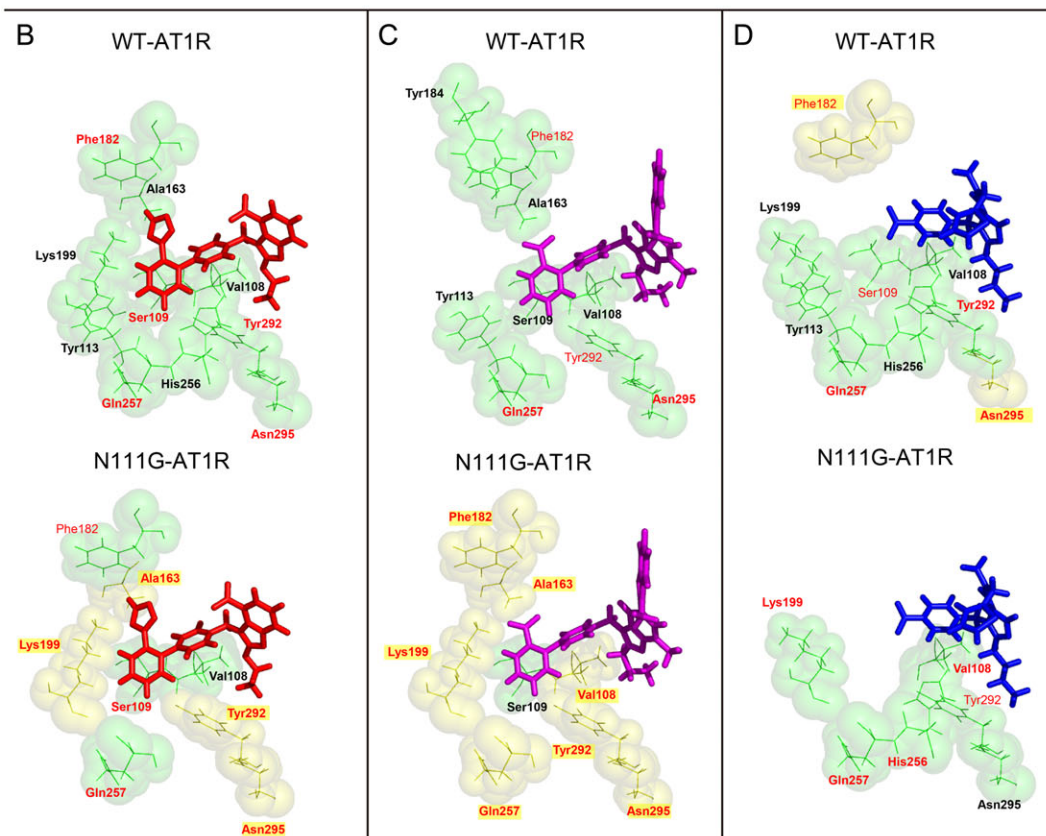 B
WT-AT1R
Phe182
Ala163
Lys199
Val108
Ser109
Tyr292
Tyr113
His256
Gln257
Asn295
N111G-AT1R
Phe182
Ala163
Lys199
Val108
Ser109
Tyr292
Gln257
Asn295
C
WT-AT1R
Tyr184
Phe182
Ala163
Tyr113
Ser109
Val108
Tyr292
Gln257
Asn295
N111G-AT1R
Phe182
Ala163
Lys199
Val108
Ser109
Tyr292
Gln257
Asn295
D
WT-AT1R
Phe182
Lys199
Val108
Ser109
Tyr292
Tyr113
His256
Gln257
Asn295
N111G-AT1R
Lys199
Val108
Tyr292
His256
Gln257
Asn295